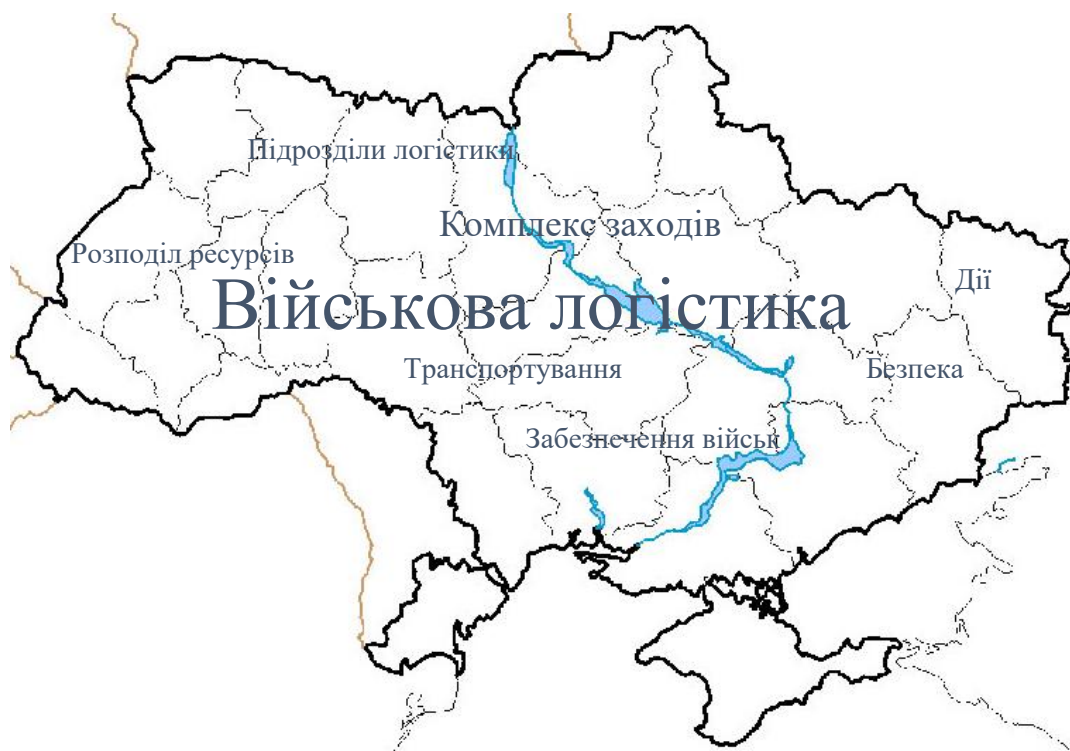 Підрозділи логістики
Комплекс заходів
Розподіл ресурсів
Дії
Військова логістика
Транспортування
Безпека
Забезпечення військ